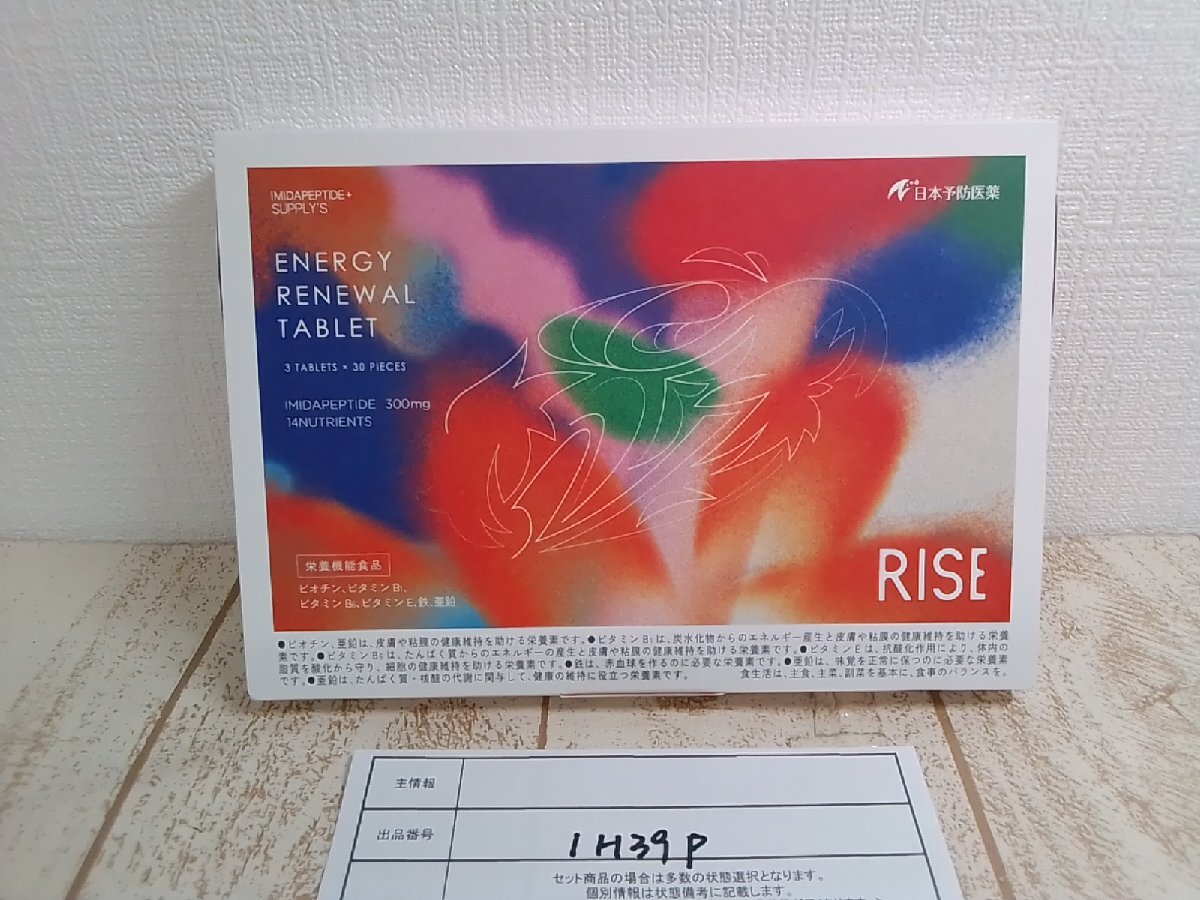 IMIDAPEPTIDE+
SUPPLY'S
日本予防医薬
ENERGY
RENEWAL
TABLET
3 TABLETS × 30 PIECES
IMIDAPEPTIDE 300mg
14NUTRIENTS
栄養機能食品
ビオチン、ビタミンB1、
ビタミンB6、ビタミンE、鉄、亜鉛
RISE
●ビオチン、亜鉛は、皮膚や粘膜の健康維持を助ける栄養素です。●ビタミンB1は、炭水化物からのエネルギー産生と皮膚や粘膜の健康維持を助ける栄養
素です。●ビタミンB6は、たんぱく質からのエネルギーの産生と皮膚や粘膜の健康維持を助ける栄養素です。●ビタミンEは、抗酸化作用により、体内の
脂質を酸化から守り、細胞の健康維持を助ける栄養素です。●鉄は、赤血球を作るのに必要な栄養素です。●亜鉛は、味覚を正常に保つのに必要な栄養素
です。●亜鉛は、たんぱく質・核酸の代謝に関与して、健康の維持に役立つ栄養素です。 食生活は、主食、主菜、副菜を基本に、食事のバランスを。
主情報
出品番号 1H39P
セット商品の場合は多数の状態選択となります。
個別情報は状態備考に記載します。